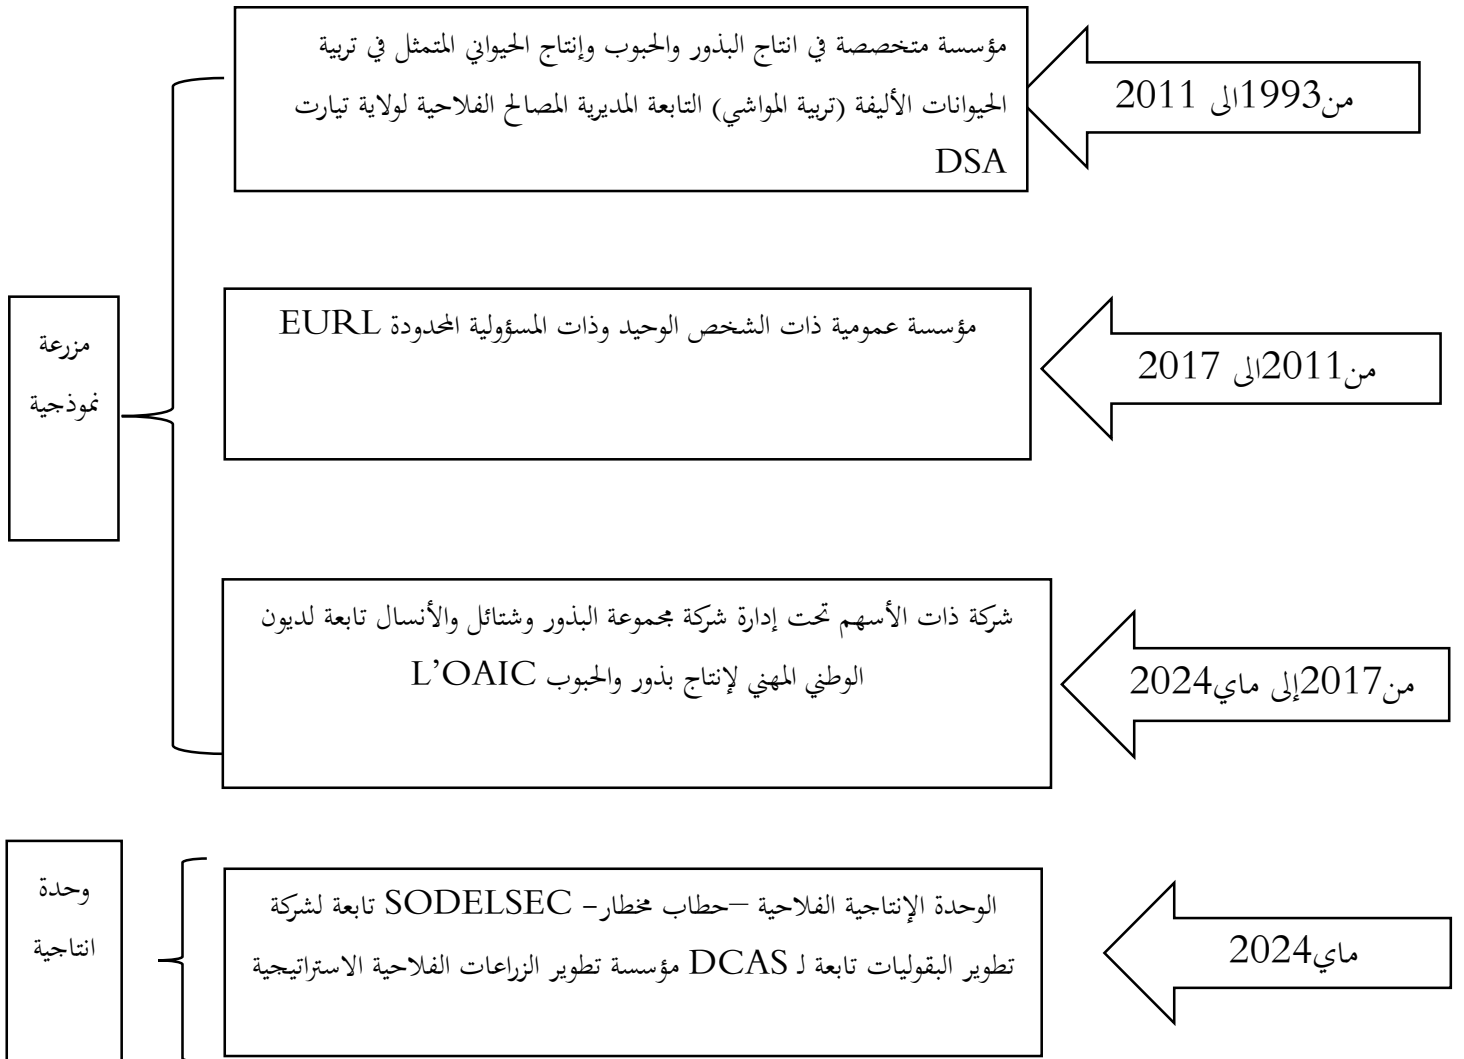 مؤسسة متخصصة في انتاج البذور والحبوب وإنتاج الحيواني المتمثل في تربية
الحيوانات الأليفة (تربية المواشي) التابعة المديرية المصالح الفلاحية لولاية تيارت
DSA
من1993الى 2011
مؤسسة عمومية ذات الشخص الوحيد وذات المسؤولية المحدودة EURL
من2011الى 2017
مزرعة
نموذجية
شركة ذات الأسهم تحت إدارة شركة مجموعة البذور وشتائل والأنسال تابعة لديون
الوطني المهني لإنتاج بذور والحبوب L’OAIC
من2017إلى ماي2024
وحدة
انتاجية
الوحدة الإنتاجية الفلاحية –حطاب مخطار- SODELSEC تابعة لشركة
تطوير البقوليات تابعة لـ DCAS مؤسسة تطوير الزراعات الفلاحية الاستراتيجية
ماي2024